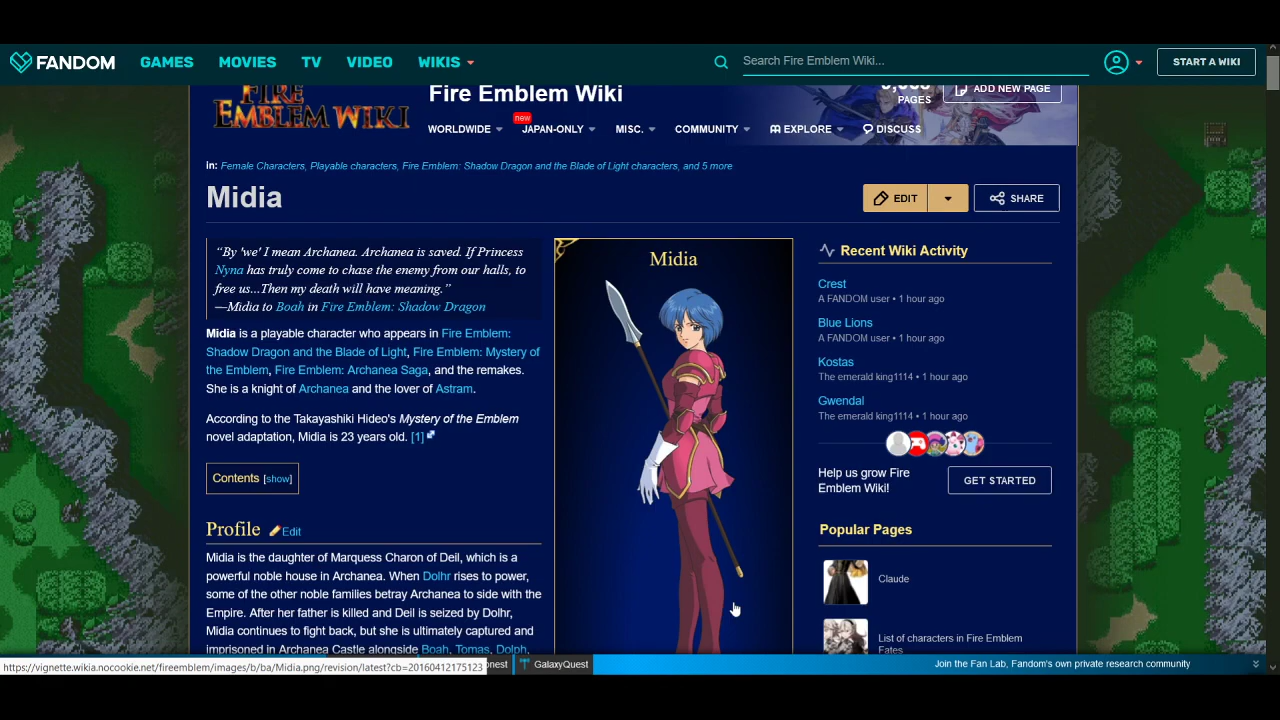 FANDOM GAMES MOVIES TV VIDEO WIKIS Search Fire Emblem Wiki... START A WIKI
FIRE
EMBLEM WIKI
Fire Emblem Wiki
PAGES
ADD NEW PAGE
WORLDWIDE new JAPAN-ONLY MISC. COMMUNITY EXPLORE DISCUSS
in: Female Characters, Playable characters, Fire Emblem: Shadow Dragon and the Blade of Light characters, and 5 more
Midia
EDIT
SHARE
“By 'we' I mean Archanea. Archanea is saved. If Princess
Nyna has truly come to chase the enemy from our halls, to
free us...Then my death will have meaning.”
—Midia to Boah in Fire Emblem: Shadow Dragon
Midia is a playable character who appears in Fire Emblem:
Shadow Dragon and the Blade of Light, Fire Emblem: Mystery of
the Emblem, Fire Emblem: Archanea Saga, and the remakes.
She is a knight of Archanea and the lover of Astram.
According to the Takayashiki Hideo's Mystery of the Emblem
novel adaptation, Midia is 23 years old. [1]
Contents [show]
Profile Edit
Midia is the daughter of Marquess Charon of Deil, which is a
powerful noble house in Archanea. When Dolhr rises to power,
some of the other noble families betray Archanea to side with the
Empire. After her father is killed and Deil is seized by Dolhr,
Midia continues to fight back, but she is ultimately captured and
imprisoned in Archanea Castle alongside Boah, Tomas, Dolph,
Midia
Recent Wiki Activity
Crest
A FANDOM user • 1 hour ago
Blue Lions
A FANDOM user • 1 hour ago
Kostas
The emerald king1114 • 1 hour ago
Gwendal
The emerald king1114 • 1 hour ago
Help us grow Fire
Emblem Wiki!
GET STARTED
Popular Pages
Claude
List of characters in Fire Emblem
Fates
https://vignette.wikia.nocookie.net/fireemblem/images/b/ba/Midia.png/revision/latest?cb=20160412175123
onest GalaxyQuest
Join the Fan Lab, Fandom's own private research community